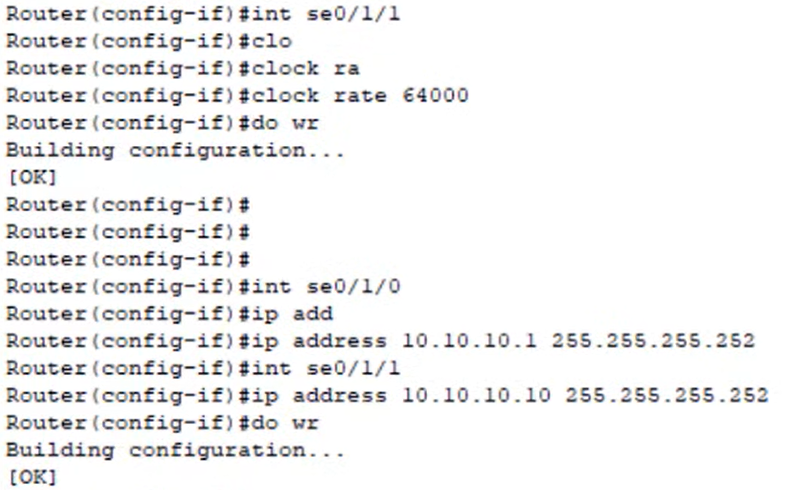 Router(config-if)#int se0/1/1
Router(config-if)#clo
Router(config-if)#clock ra
Router(config-if)#clock rate 64000
Router(config-if)#do wr
Building configuration...
[OK]
Router(config-if)#
Router(config-if)#
Router(config-if)#
Router(config-if)#int se0/1/0
Router(config-if)#ip add
Router(config-if)#ip address 10.10.10.1 255.255.255.252
Router(config-if)#int se0/1/1
Router(config-if)#ip address 10.10.10.10 255.255.255.252
Router(config-if)#do wr
Building configuration...
[OK]